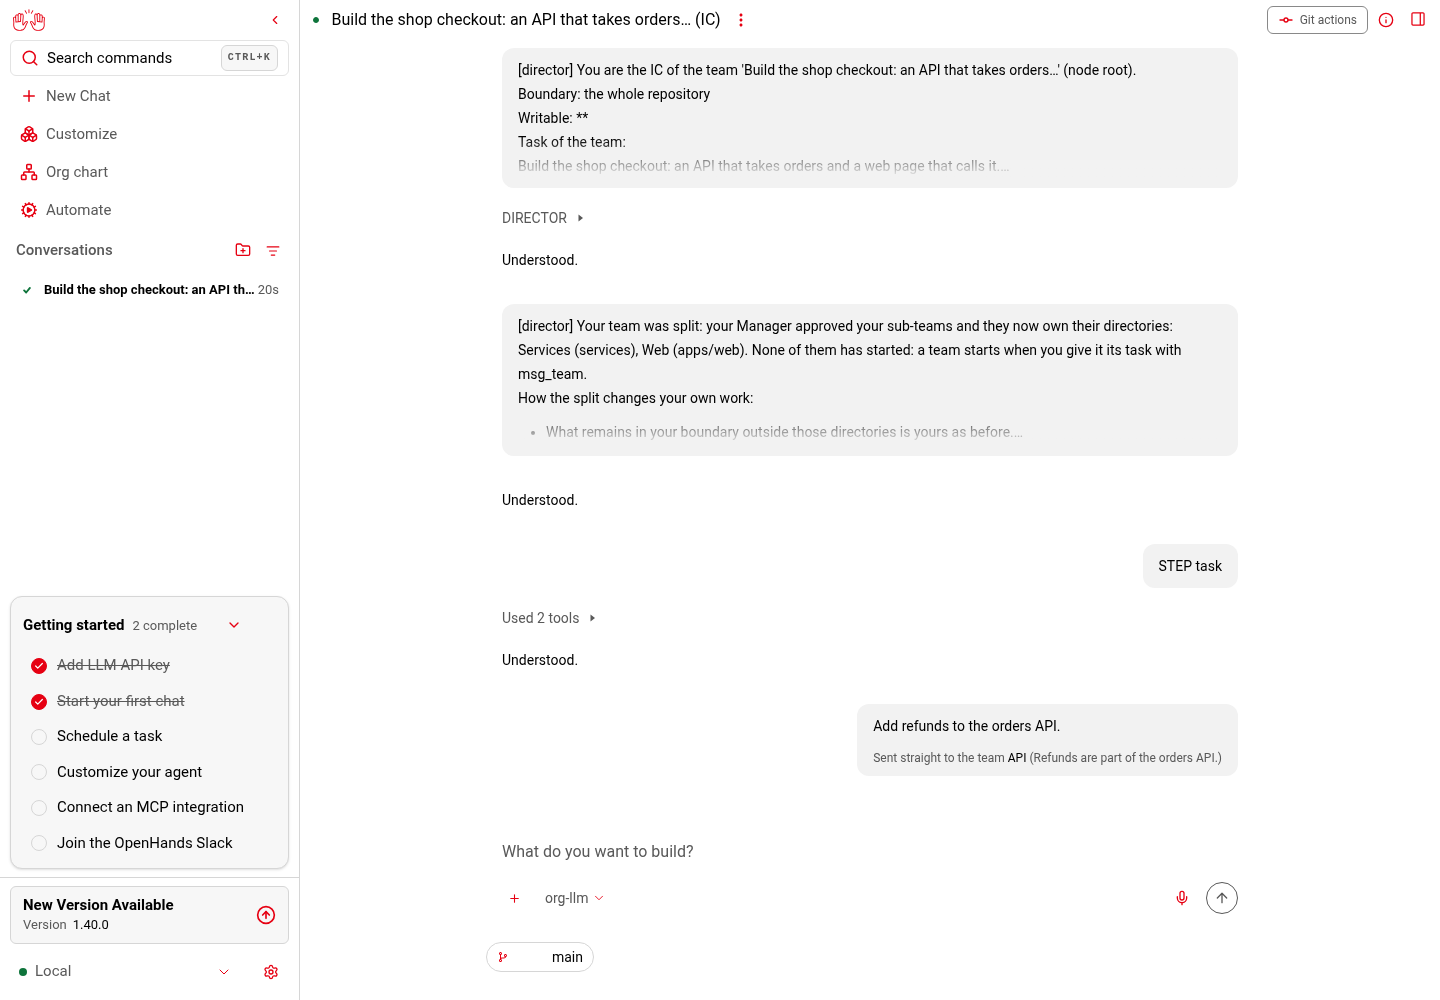 Build the shop checkout: an API that takes orders... (IC)
Git actions
Search commands
CTRL+K
New Chat
Customize
Org chart
Automate
Conversations
Build the shop checkout: an API th... 20s
[director] You are the IC of the team 'Build the shop checkout: an API that takes orders…' (node root).
Boundary: the whole repository
Writable: **
Task of the team:
Build the shop checkout: an API that takes orders and a web page that calls it.…
DIRECTOR
Understood.
[director] Your team was split: your Manager approved your sub-teams and they now own their directories:
Services (services), Web (apps/web). None of them has started: a team starts when you give it its task with
msg_team.
How the split changes your own work:
• What remains in your boundary outside those directories is yours as before.…
Understood.
STEP task
Used 2 tools
Understood.
Add refunds to the orders API.
Sent straight to the team API (Refunds are part of the orders API.)
Getting started 2 complete
Add LLM API key
Start your first chat
Schedule a task
Customize your agent
Connect an MCP integration
Join the OpenHands Slack
New Version Available
Version 1.40.0
Local
What do you want to build?
org-llm
main